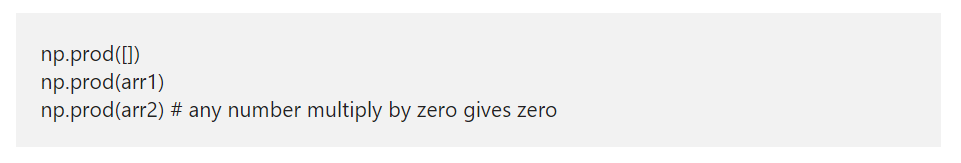 np.prod([])
np.prod(arr1)
np.prod(arr2) # any number multiply by zero gives zero